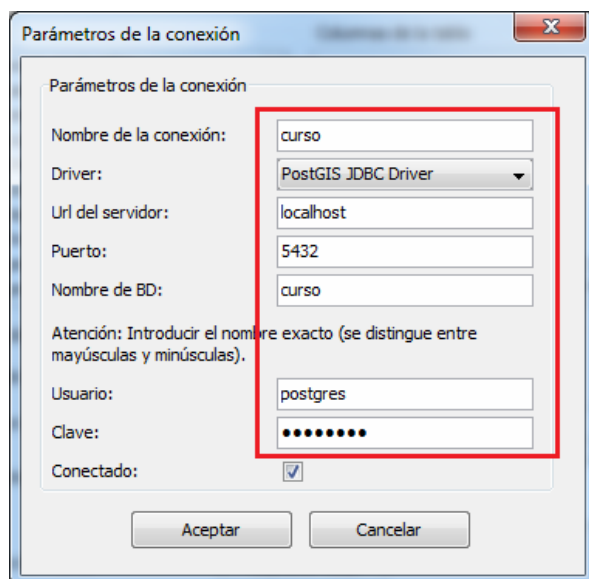 Parámetros de la conexión
Parámetros de la conexión
Nombre de la conexión: curso
Driver: PostGIS JDBC Driver
Url del servidor: localhost
Puerto: 5432
Nombre de BD: curso
Atención: Introducir el nombre exacto (se distingue entre
mayúsculas y minúsculas).
Usuario: postgres
Clave: ●●●●●●●●
Conectado:
Aceptar Cancelar